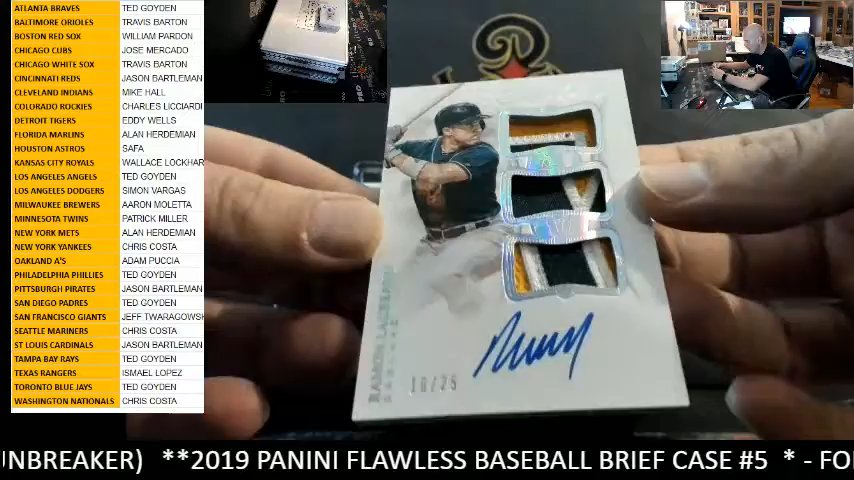 ATLANTA BRAVES TED GOYDEN
BALTIMORE ORIOLES TRAVIS BARTON
BOSTON RED SOX WILLIAM PARDON
CHICAGO CUBS JOSE MERCADO
CHICAGO WHITE SOX TRAVIS BARTON
CINCINNATI REDS JASON BARTLEMAN
CLEVELAND INDIANS MIKE HALL
COLORADO ROCKIES CHARLES LICCIARDI
DETROIT TIGERS EDDY WELLS
FLORIDA MARLINS ALAN HERDEMIAN
HOUSTON ASTROS SAFA
KANSAS CITY ROYALS WALLACE LOCKHAR
LOS ANGELES ANGELS TED GOYDEN
LOS ANGELES DODGERS SIMON VARGAS
MILWAUKEE BREWERS AARON MOLETTA
MINNESOTA TWINS PATRICK MILLER
NEW YORK METS ALAN HERDEMIAN
NEW YORK YANKEES CHRIS COSTA
OAKLAND A'S ADAM PUCCIA
PHILADELPHIA PHILLIES TED GOYDEN
PITTSBURGH PIRATES JASON BARTLEMAN
SAN DIEGO PADRES TED GOYDEN
SAN FRANCISCO GIANTS JEFF TWARAGOWSK
SEATTLE MARINERS CHRIS COSTA
ST LOUIS CARDINALS JASON BARTLEMAN
TAMPA BAY RAYS TED GOYDEN
TEXAS RANGERS ISMAEL LOPEZ
TORONTO BLUE JAYS TED GOYDEN
WASHINGTON NATIONALS CHRIS COSTA
RAMON LAUREANO
/25
UNBREAKER) **2019 PANINI FLAWLESS BASEBALL BRIEF CASE #5 * - FO